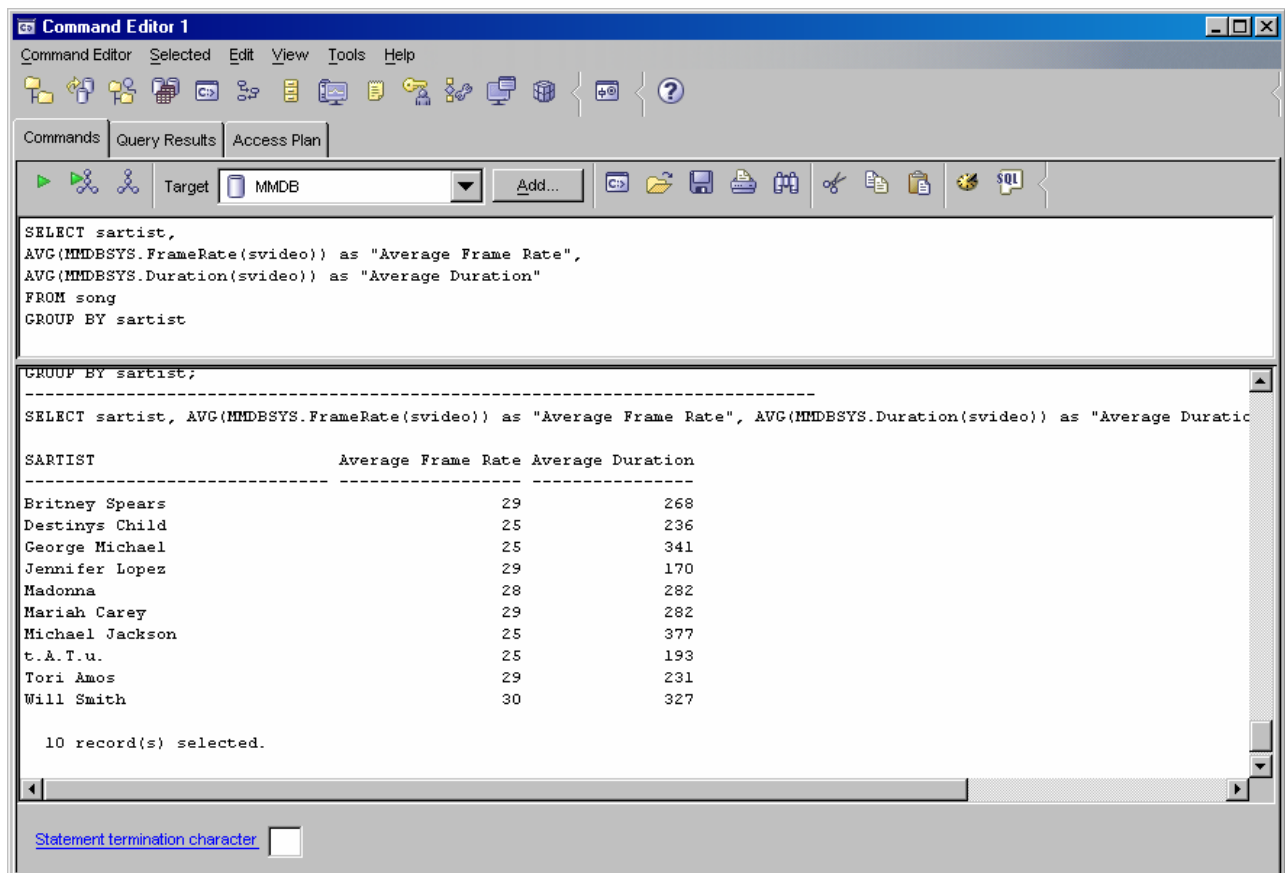 Command Editor 1
Command Editor Selected Edit View Tools Help
Commands Query Results Access Plan
Target MMDB Add...
SELECT sartist,
AVG(MMDBSYS.FrameRate(svideo)) as "Average Frame Rate",
AVG(MMDBSYS.Duration(svideo)) as "Average Duration"
FROM song
GROUP BY sartist
GROUP BY sartist;
------------------------------------------------------------------------------
SELECT sartist, AVG(MMDBSYS.FrameRate(svideo)) as "Average Frame Rate", AVG(MMDBSYS.Duration(svideo)) as "Average Duratio
SARTIST Average Frame Rate Average Duration
------------------------------ ------------------ ----------------
Britney Spears 29 268
Destinys Child 25 236
George Michael 25 341
Jennifer Lopez 29 170
Madonna 28 282
Mariah Carey 29 282
Michael Jackson 25 377
t.A.T.u. 25 193
Tori Amos 29 231
Will Smith 30 327
10 record(s) selected.
Statement termination character